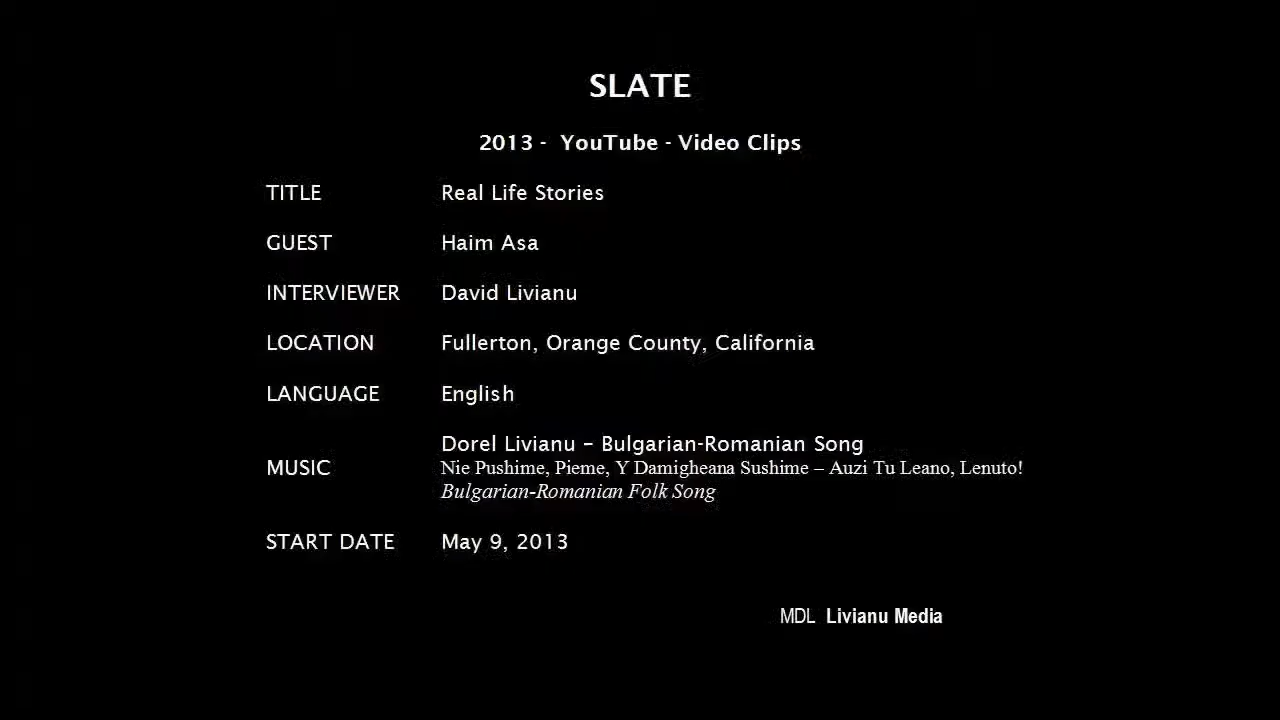 SLATE
2013 - YouTube - Video Clips
TITLE Real Life Stories
GUEST Haim Asa
INTERVIEWER David Livianu
LOCATION Fullerton, Orange County, California
LANGUAGE English
Dorel Livianu – Bulgarian-Romanian Song
MUSIC Nie Pushime, Pieme, Y Damigheana Sushime – Auzi Tu Leano, Lenuto!
Bulgarian-Romanian Folk Song
START DATE May 9, 2013
MDL Livianu Media